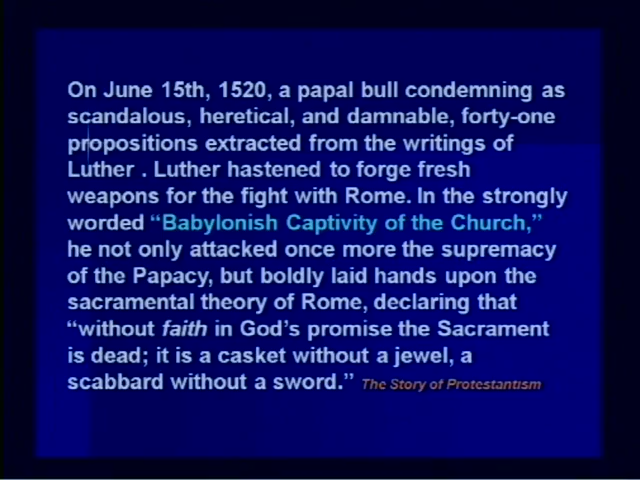 On June 15th, 1520, a papal bull condemning as
scandalous, heretical, and damnable, forty-one
propositions extracted from the writings of
Luther . Luther hastened to forge fresh
weapons for the fight with Rome. In the strongly
worded “Babylonish Captivity of the Church,”
he not only attacked once more the supremacy
of the Papacy, but boldly laid hands upon the
sacramental theory of Rome, declaring that
“without faith in God’s promise the Sacrament
is dead; it is a casket without a jewel, a
scabbard without a sword.” The Story of Protestantism